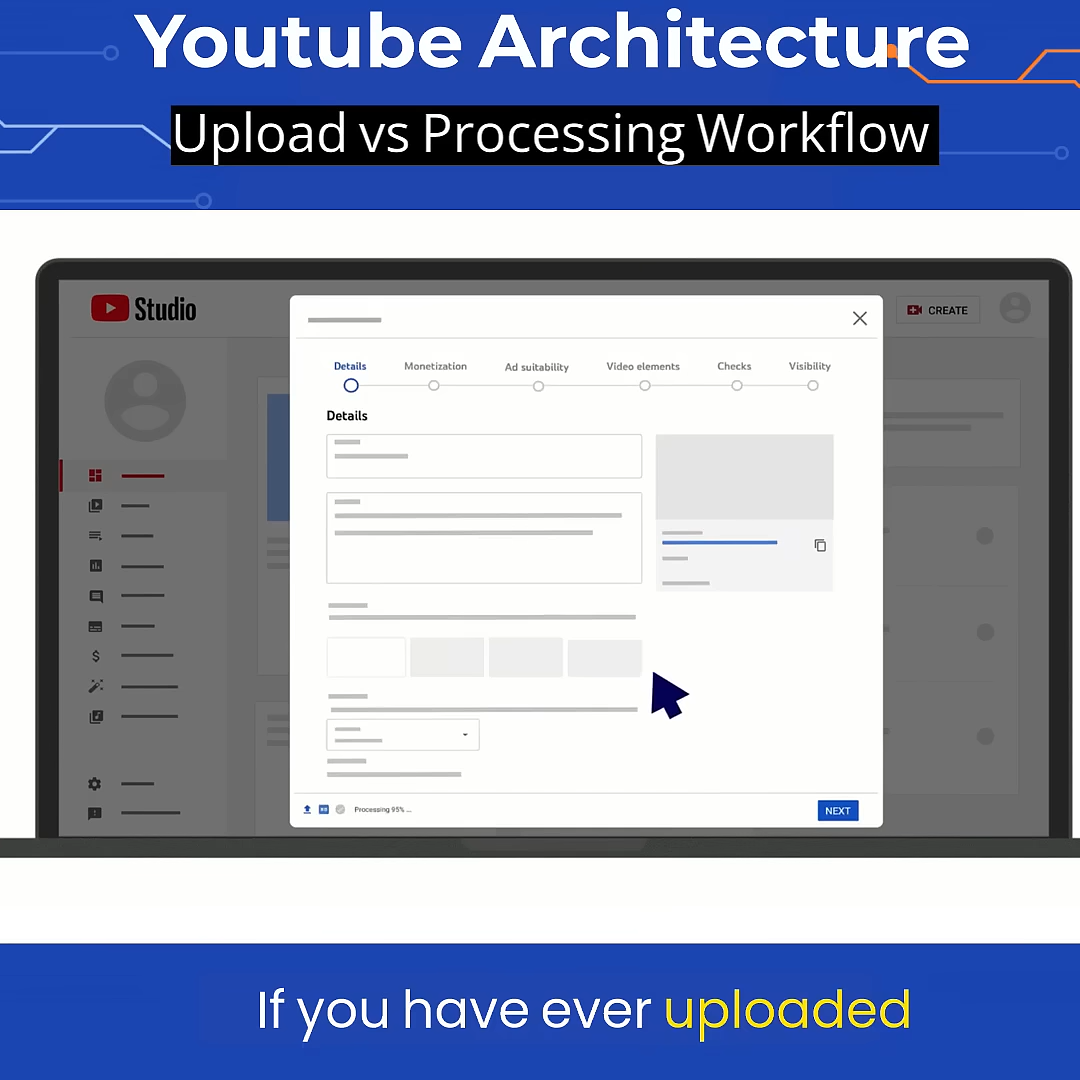 Youtube Architecture
Upload vs Processing Workflow
Studio
CREATE
Details
Monetization
Ad suitability
Video elements
Checks
Visibility
Details
Processing 95% ...
NEXT
If you have ever uploaded